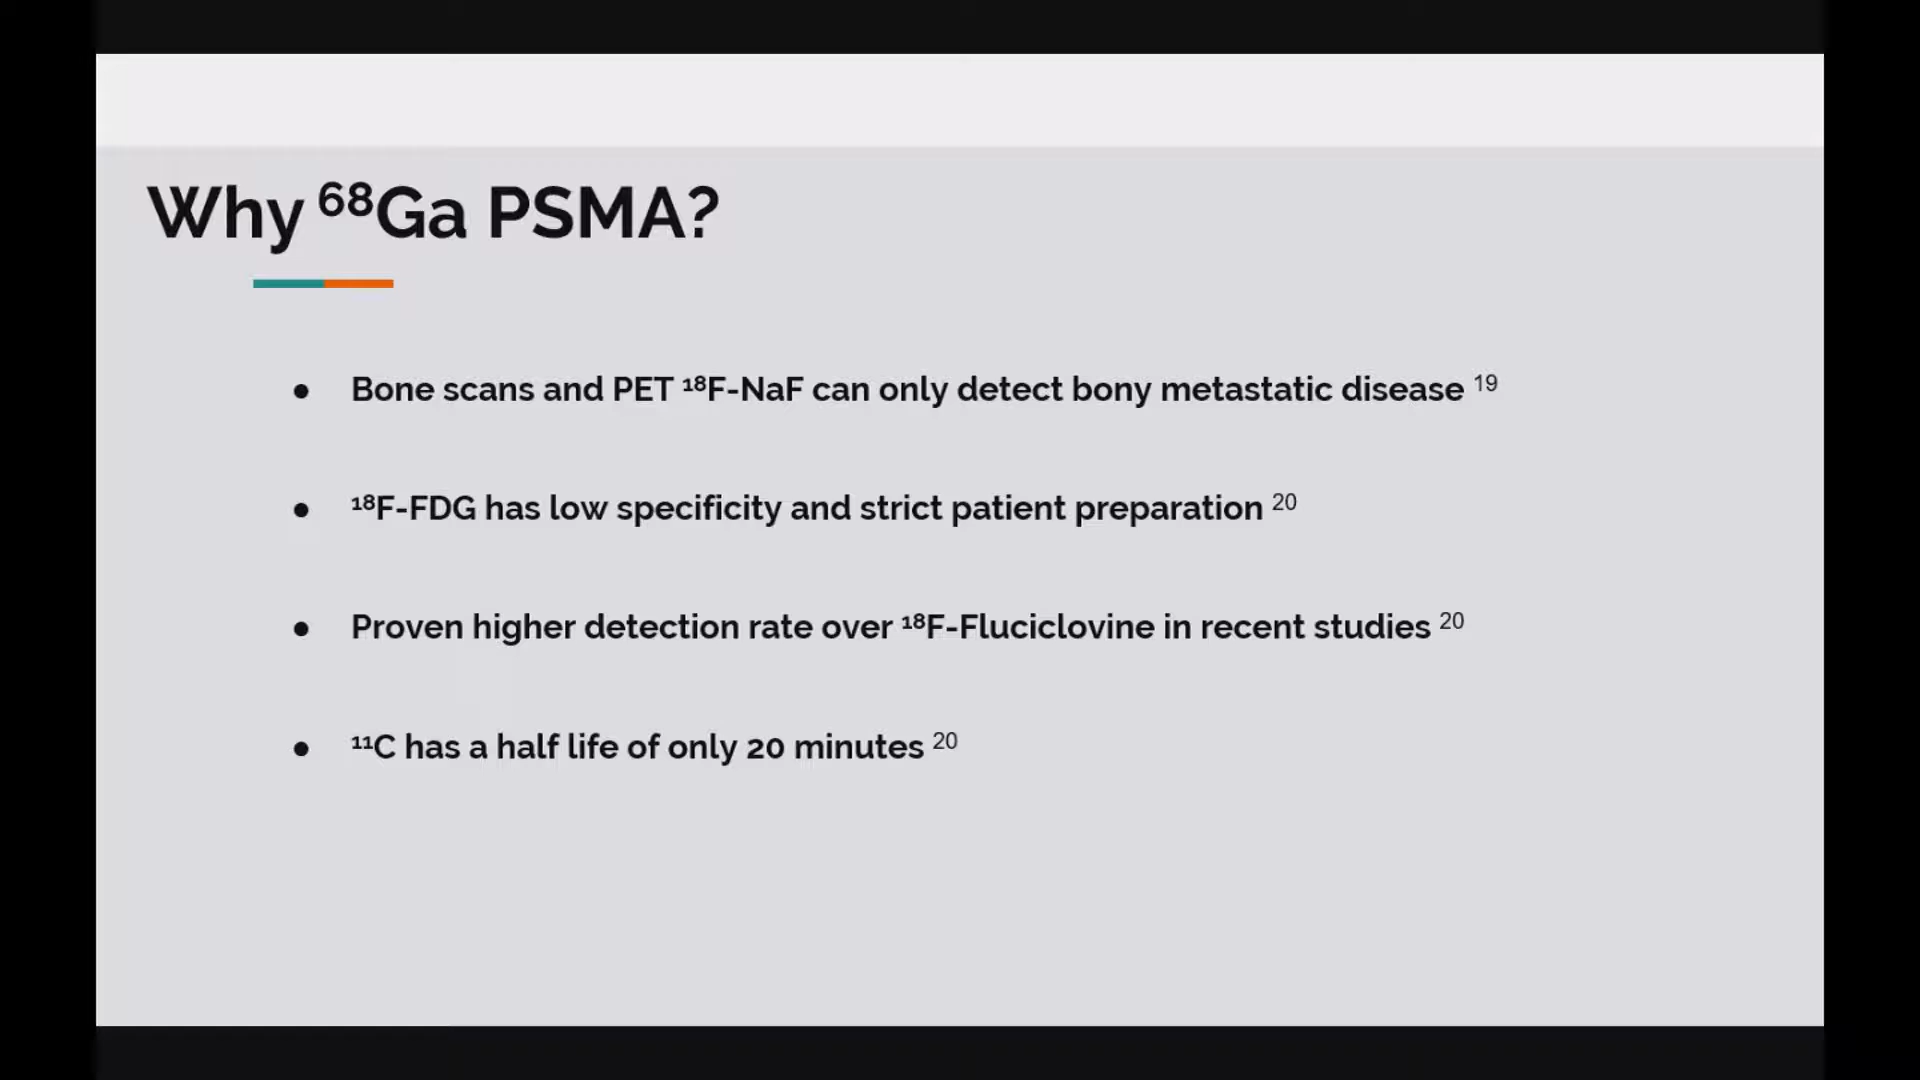 Why ⁶⁸Ga PSMA?
● Bone scans and PET ¹⁸F-NaF can only detect bony metastatic disease ¹⁹
● ¹⁸F-FDG has low specificity and strict patient preparation ²⁰
● Proven higher detection rate over ¹⁸F-Fluciclovine in recent studies ²⁰
● ¹¹C has a half life of only 20 minutes ²⁰